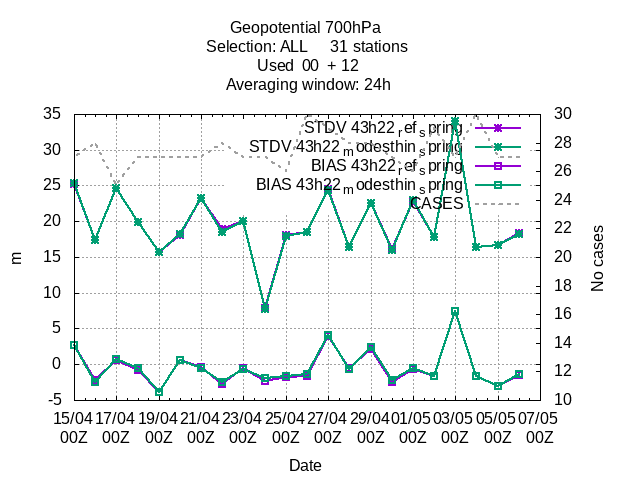 Geopotential 700hPa
Selection: ALL     31 stations
Used  00  + 12
Averaging window: 24h
STDV 43h22refspring
STDV 43h22modesthinspring
BIAS 43h22refspring
BIAS 43h22modesthinspring
CASES
35
30
25
20
15
10
5
0
-5
m
30
28
26
24
22
20
18
16
14
12
10
No cases
15/04 17/04 19/04 21/04 23/04 25/04 27/04 29/04 01/05 03/05 05/05 07/05
00Z 00Z 00Z 00Z 00Z 00Z 00Z 00Z 00Z 00Z 00Z 00Z
Date